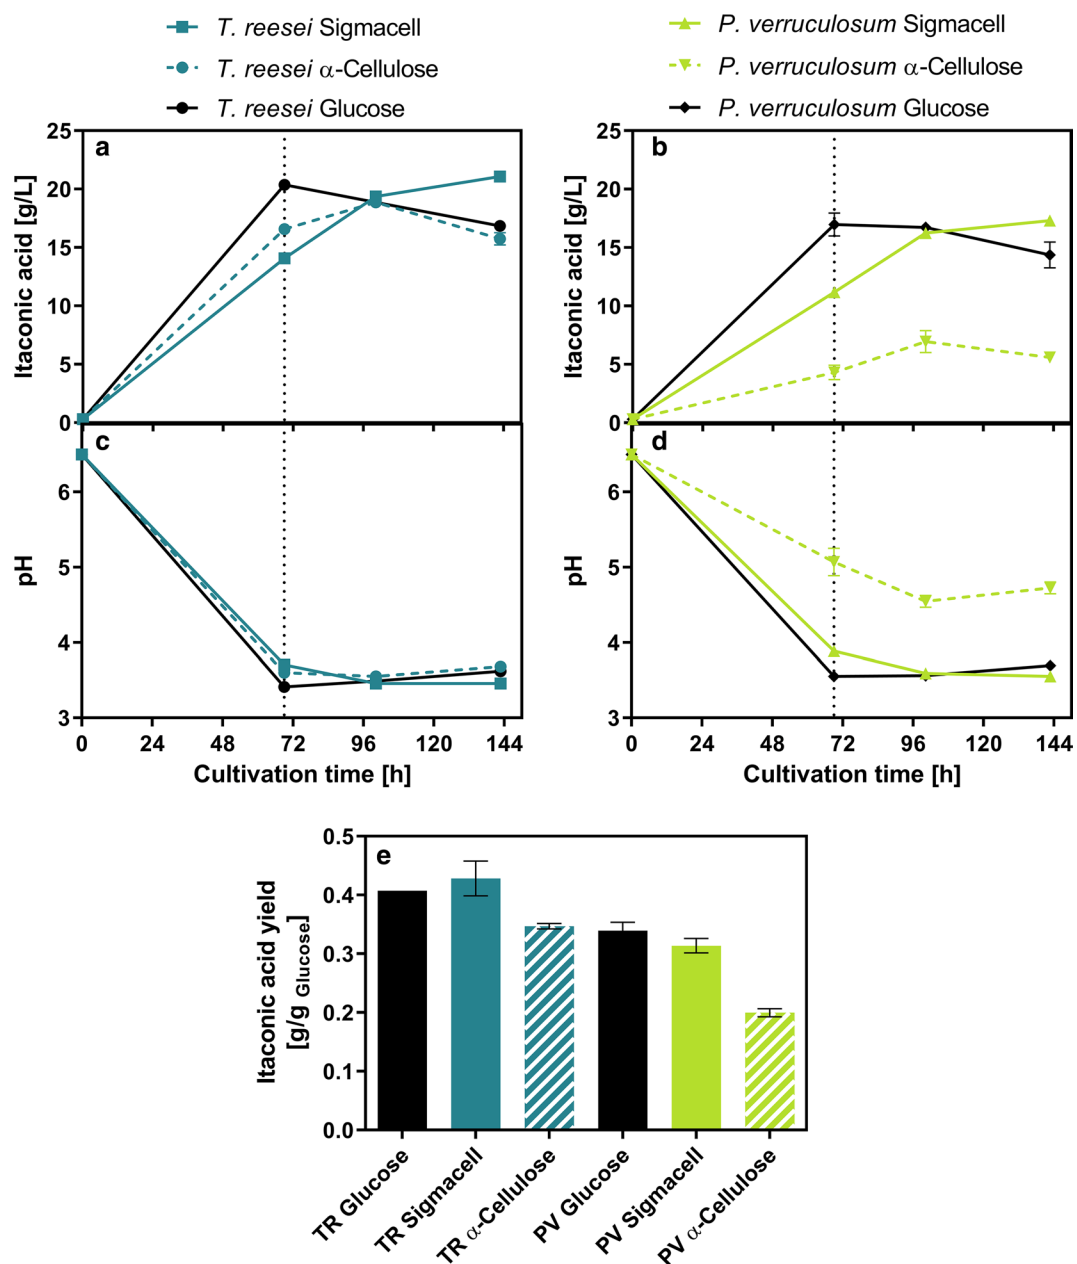 T. reesei Sigmacell
T. reesei α-Cellulose
T. reesei Glucose
P. verruculosum Sigmacell
P. verruculosum α-Cellulose
P. verruculosum Glucose
a
25
20
15
10
5
0
Itaconic acid [g/L]
b
25
20
15
10
5
0
Itaconic acid [g/L]
c
6
5
4
3
pH
0 24 48 72 96 120 144
Cultivation time [h]
d
6
5
4
3
pH
0 24 48 72 96 120 144
Cultivation time [h]
e
0.5
0.4
0.3
0.2
0.1
0.0
Itaconic acid yield
[g/g Glucose]
TR Glucose
TR Sigmacell
TR α-Cellulose
PV Glucose
PV Sigmacell
PV α-Cellulose